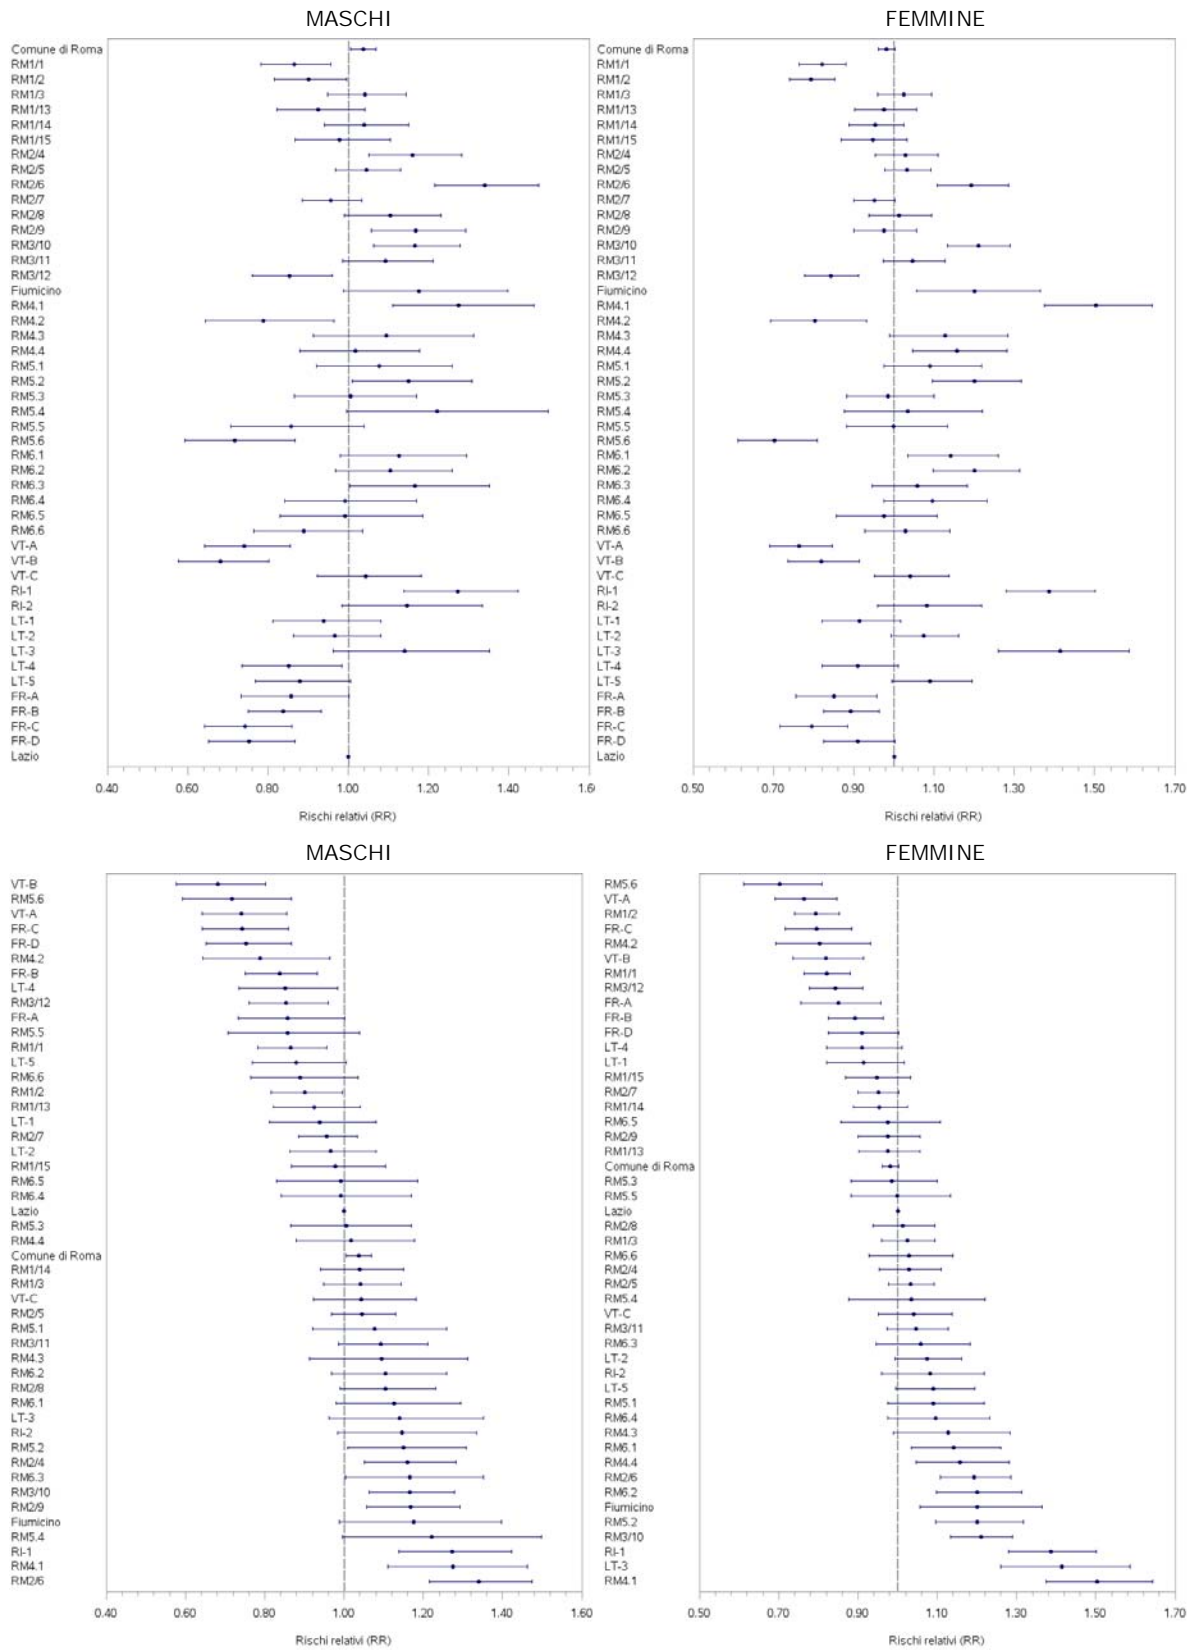 MASCHI
Comune di Roma
RM1/1
RM1/2
RM1/3
RM1/13
RM1/14
RM1/15
RM2/4
RM2/5
RM2/6
RM2/7
RM2/8
RM2/9
RM3/10
RM3/11
RM3/12
Fiumicino
RM4.1
RM4.2
RM4.3
RM4.4
RM5.1
RM5.2
RM5.3
RM5.4
RM5.5
RM5.6
RM6.1
RM6.2
RM6.3
RM6.4
RM6.5
RM6.6
VT-A
VT-B
VT-C
RI-1
RI-2
LT-1
LT-2
LT-3
LT-4
LT-5
FR-A
FR-B
FR-C
FR-D
Lazio
0.40 0.60 0.80 1.00 1.20 1.40 1.60
Rischi relativi (RR)
FEMMINE
Comune di Roma
RM1/1
RM1/2
RM1/3
RM1/13
RM1/14
RM1/15
RM2/4
RM2/5
RM2/6
RM2/7
RM2/8
RM2/9
RM3/10
RM3/11
RM3/12
Fiumicino
RM4.1
RM4.2
RM4.3
RM4.4
RM5.1
RM5.2
RM5.3
RM5.4
RM5.5
RM5.6
RM6.1
RM6.2
RM6.3
RM6.4
RM6.5
RM6.6
VT-A
VT-B
VT-C
RI-1
RI-2
LT-1
LT-2
LT-3
LT-4
LT-5
FR-A
FR-B
FR-C
FR-D
Lazio
0.50 0.70 0.90 1.10 1.30 1.50 1.70
Rischi relativi (RR)
MASCHI
VT-B
RM5.6
VT-A
FR-C
FR-D
RM4.2
FR-B
LT-4
RM3/12
FR-A
RM5.5
RM1/1
LT-5
RM6.6
RM1/2
RM1/13
LT-1
RM2/7
LT-2
RM1/15
RM6.5
RM6.4
Lazio
RM5.3
RM4.4
Comune di Roma
RM1/14
RM1/3
VT-C
RM2/5
RM5.1
RM3/11
RM4.3
RM6.2
RM2/8
RM6.1
LT-3
RI-2
RM5.2
RM2/4
RM6.3
RM3/10
RM2/9
Fiumicino
RM5.4
RI-1
RM4.1
RM2/6
0.40 0.60 0.80 1.00 1.20 1.40 1.60
Rischi relativi (RR)
FEMMINE
RM5.6
VT-A
RM1/2
FR-C
RM4.2
VT-B
RM1/1
RM3/12
FR-A
FR-B
FR-D
LT-4
LT-1
RM1/15
RM2/7
RM1/14
RM6.5
RM2/9
RM1/13
Comune di Roma
RM5.3
RM5.5
Lazio
RM2/8
RM1/3
RM6.6
RM2/4
RM2/5
RM5.4
VT-C
RM3/11
RM6.3
LT-2
RI-2
LT-5
RM5.1
RM6.4
RM4.3
RM6.1
RM4.4
RM2/6
RM6.2
Fiumicino
RM5.2
RM3/10
RI-1
LT-3
RM4.1
0.50 0.70 0.90 1.10 1.30 1.50 1.70
Rischi relativi (RR)